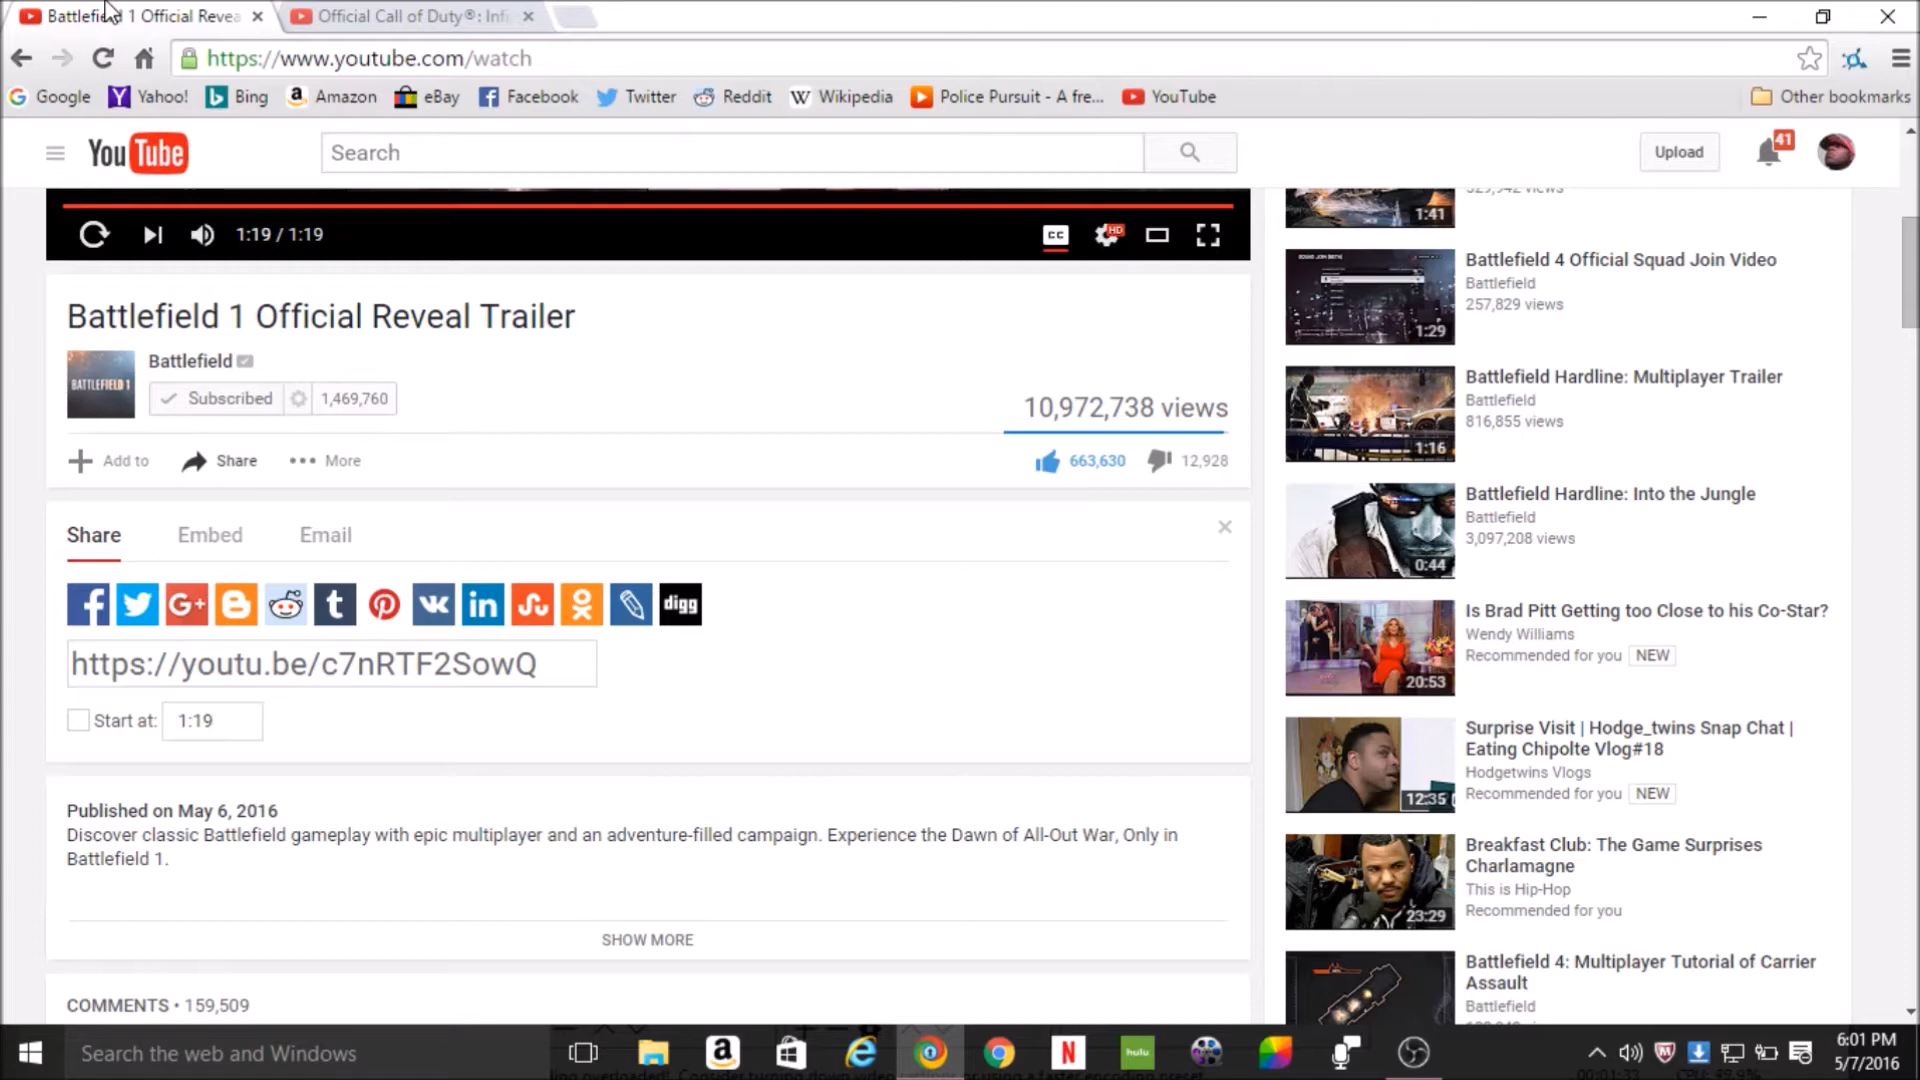 Battlefield 1 Official Revea
Official Call of Duty®: Infi
https://www.youtube.com/watch
Google
Yahoo!
Bing
Amazon
eBay
Facebook
Twitter
Reddit
Wikipedia
Police Pursuit - A fre...
YouTube
Other bookmarks
YouTube
Search
Upload
41
1:19 / 1:19
CC
HD
1:41
329,942 views
Battlefield 1 Official Reveal Trailer
BATTLEFIELD 1
Battlefield
Subscribed
1,469,760
10,972,738 views
Add to
Share
More
663,630
12,928
Share
Embed
Email
digg
https://youtu.be/c7nRTF2SowQ
Start at:
1:19
Published on May 6, 2016
Discover classic Battlefield gameplay with epic multiplayer and an adventure-filled campaign. Experience the Dawn of All-Out War, Only in
Battlefield 1.
SHOW MORE
COMMENTS • 159,509
Battlefield 4 Official Squad Join Video
Battlefield
257,829 views
1:29
Battlefield Hardline: Multiplayer Trailer
Battlefield
816,855 views
1:16
Battlefield Hardline: Into the Jungle
Battlefield
3,097,208 views
0:44
Is Brad Pitt Getting too Close to his Co-Star?
Wendy Williams
Recommended for you NEW
20:53
Surprise Visit | Hodge_twins Snap Chat |
Eating Chipolte Vlog#18
Hodgetwins Vlogs
Recommended for you NEW
12:35
Breakfast Club: The Game Surprises
Charlamagne
This is Hip-Hop
Recommended for you
23:29
Battlefield 4: Multiplayer Tutorial of Carrier
Assault
Battlefield
Search the web and Windows
hulu
6:01 PM
5/7/2016